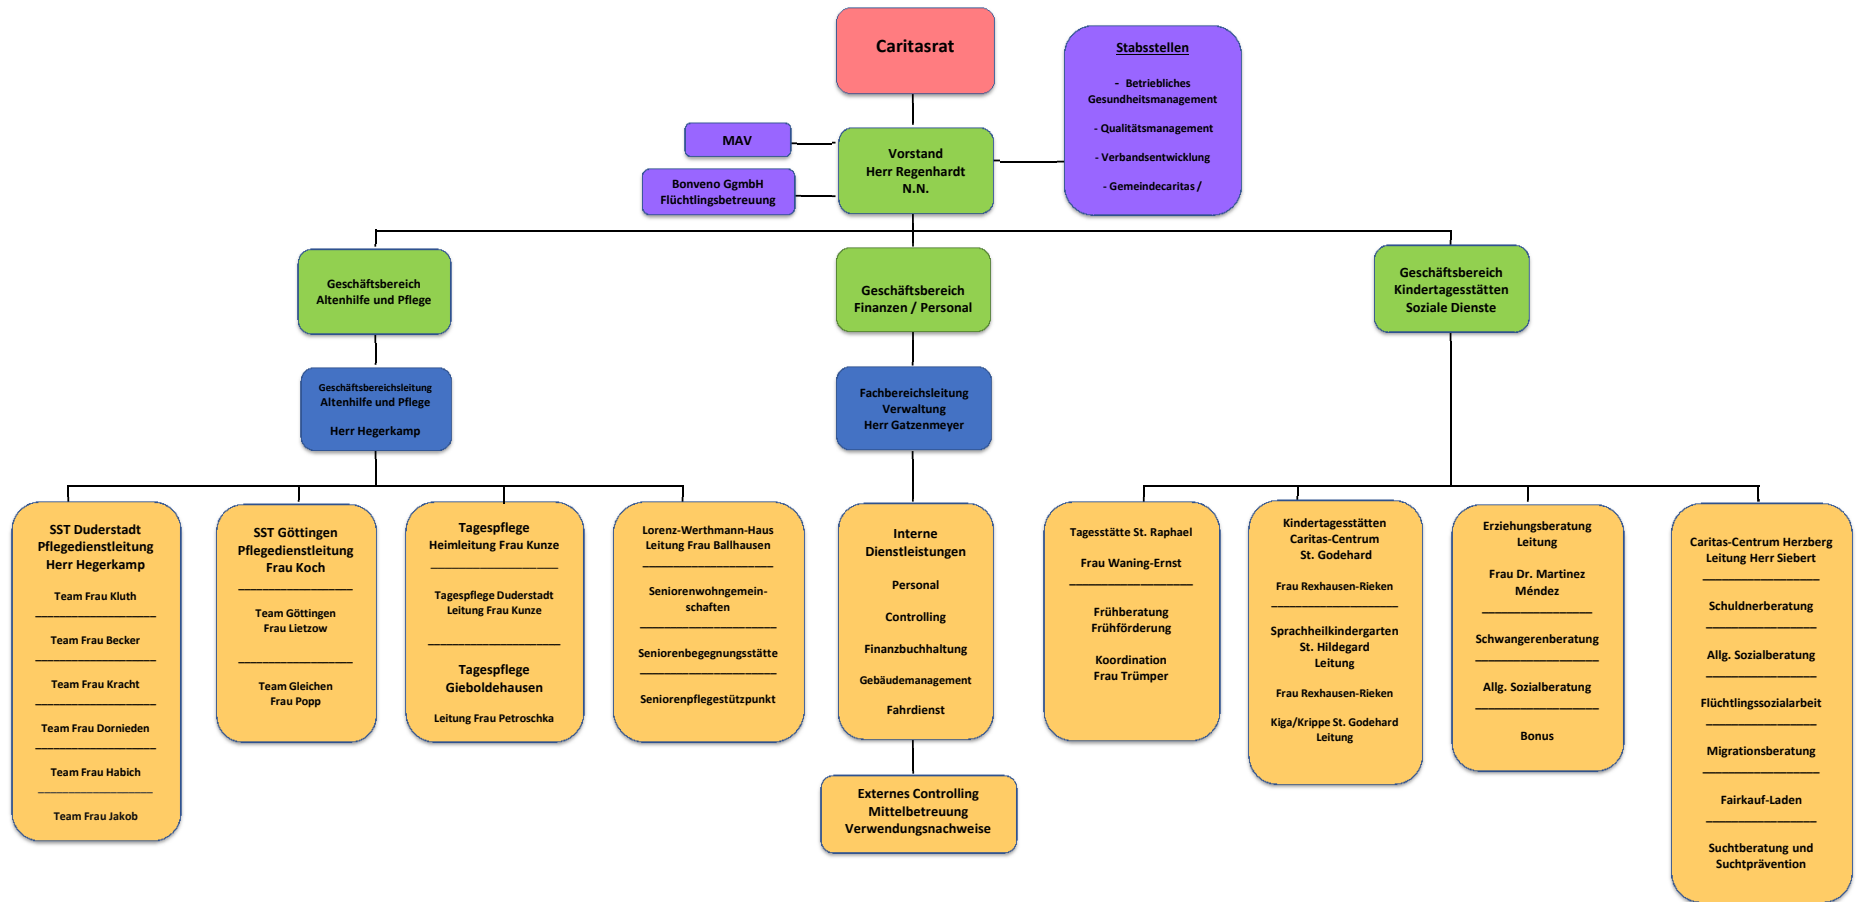 Caritasrat
Stabsstellen
- Betriebliches
Gesundheitsmanagement
- Qualitätsmanagement
- Verbandsentwicklung
- Gemeindecaritas /
MAV
Bonveno GgmbH
Flüchtlingsbetreuung
Vorstand
Herr Regenhardt
N.N.
Geschäftsbereich
Altenhilfe und Pflege
Geschäftsbereich
Finanzen / Personal
Geschäftsbereich
Kindertagesstätten
Soziale Dienste
Geschäftsbereichsleitung
Altenhilfe und Pflege
Herr Hegerkamp
Fachbereichsleitung
Verwaltung
Herr Gatzenmeyer
SST Duderstadt
Pflegedienstleitung
Herr Hegerkamp
Team Frau Kluth
Team Frau Becker
Team Frau Kracht
Team Frau Dornieden
Team Frau Habich
Team Frau Jakob
SST Göttingen
Pflegedienstleitung
Frau Koch
Team Göttingen
Frau Lietzow
Team Gleichen
Frau Popp
Tagespflege
Heimleitung Frau Kunze
Tagespflege Duderstadt
Leitung Frau Kunze
Tagespflege
Gieboldehausen
Leitung Frau Petroschka
Lorenz-Werthmann-Haus
Leitung Frau Ballhausen
Seniorenwohngemein-
schaften
Seniorenbegegnungsstätte
Seniorenpflegestützpunkt
Interne
Dienstleistungen
Personal
Controlling
Finanzbuchhaltung
Gebäudemanagement
Fahrdienst
Externes Controlling
Mittelbetreuung
Verwendungsnachweise
Tagesstätte St. Raphael
Frau Waning-Ernst
Frühberatung
Frühförderung
Koordination
Frau Trümper
Kindertagesstätten
Caritas-Centrum
St. Godehard
Frau Rexhausen-Rieken
Sprachheilkindergarten
St. Hildegard
Leitung
Frau Rexhausen-Rieken
Kiga/Krippe St. Godehard
Leitung
Erziehungsberatung
Leitung
Frau Dr. Martinez
Méndez
Schwangerenberatung
Allg. Sozialberatung
Bonus
Caritas-Centrum Herzberg
Leitung Herr Siebert
Schuldnerberatung
Allg. Sozialberatung
Flüchtlingssozialarbeit
Migrationsberatung
Fairkauf-Laden
Suchtberatung und
Suchtprävention